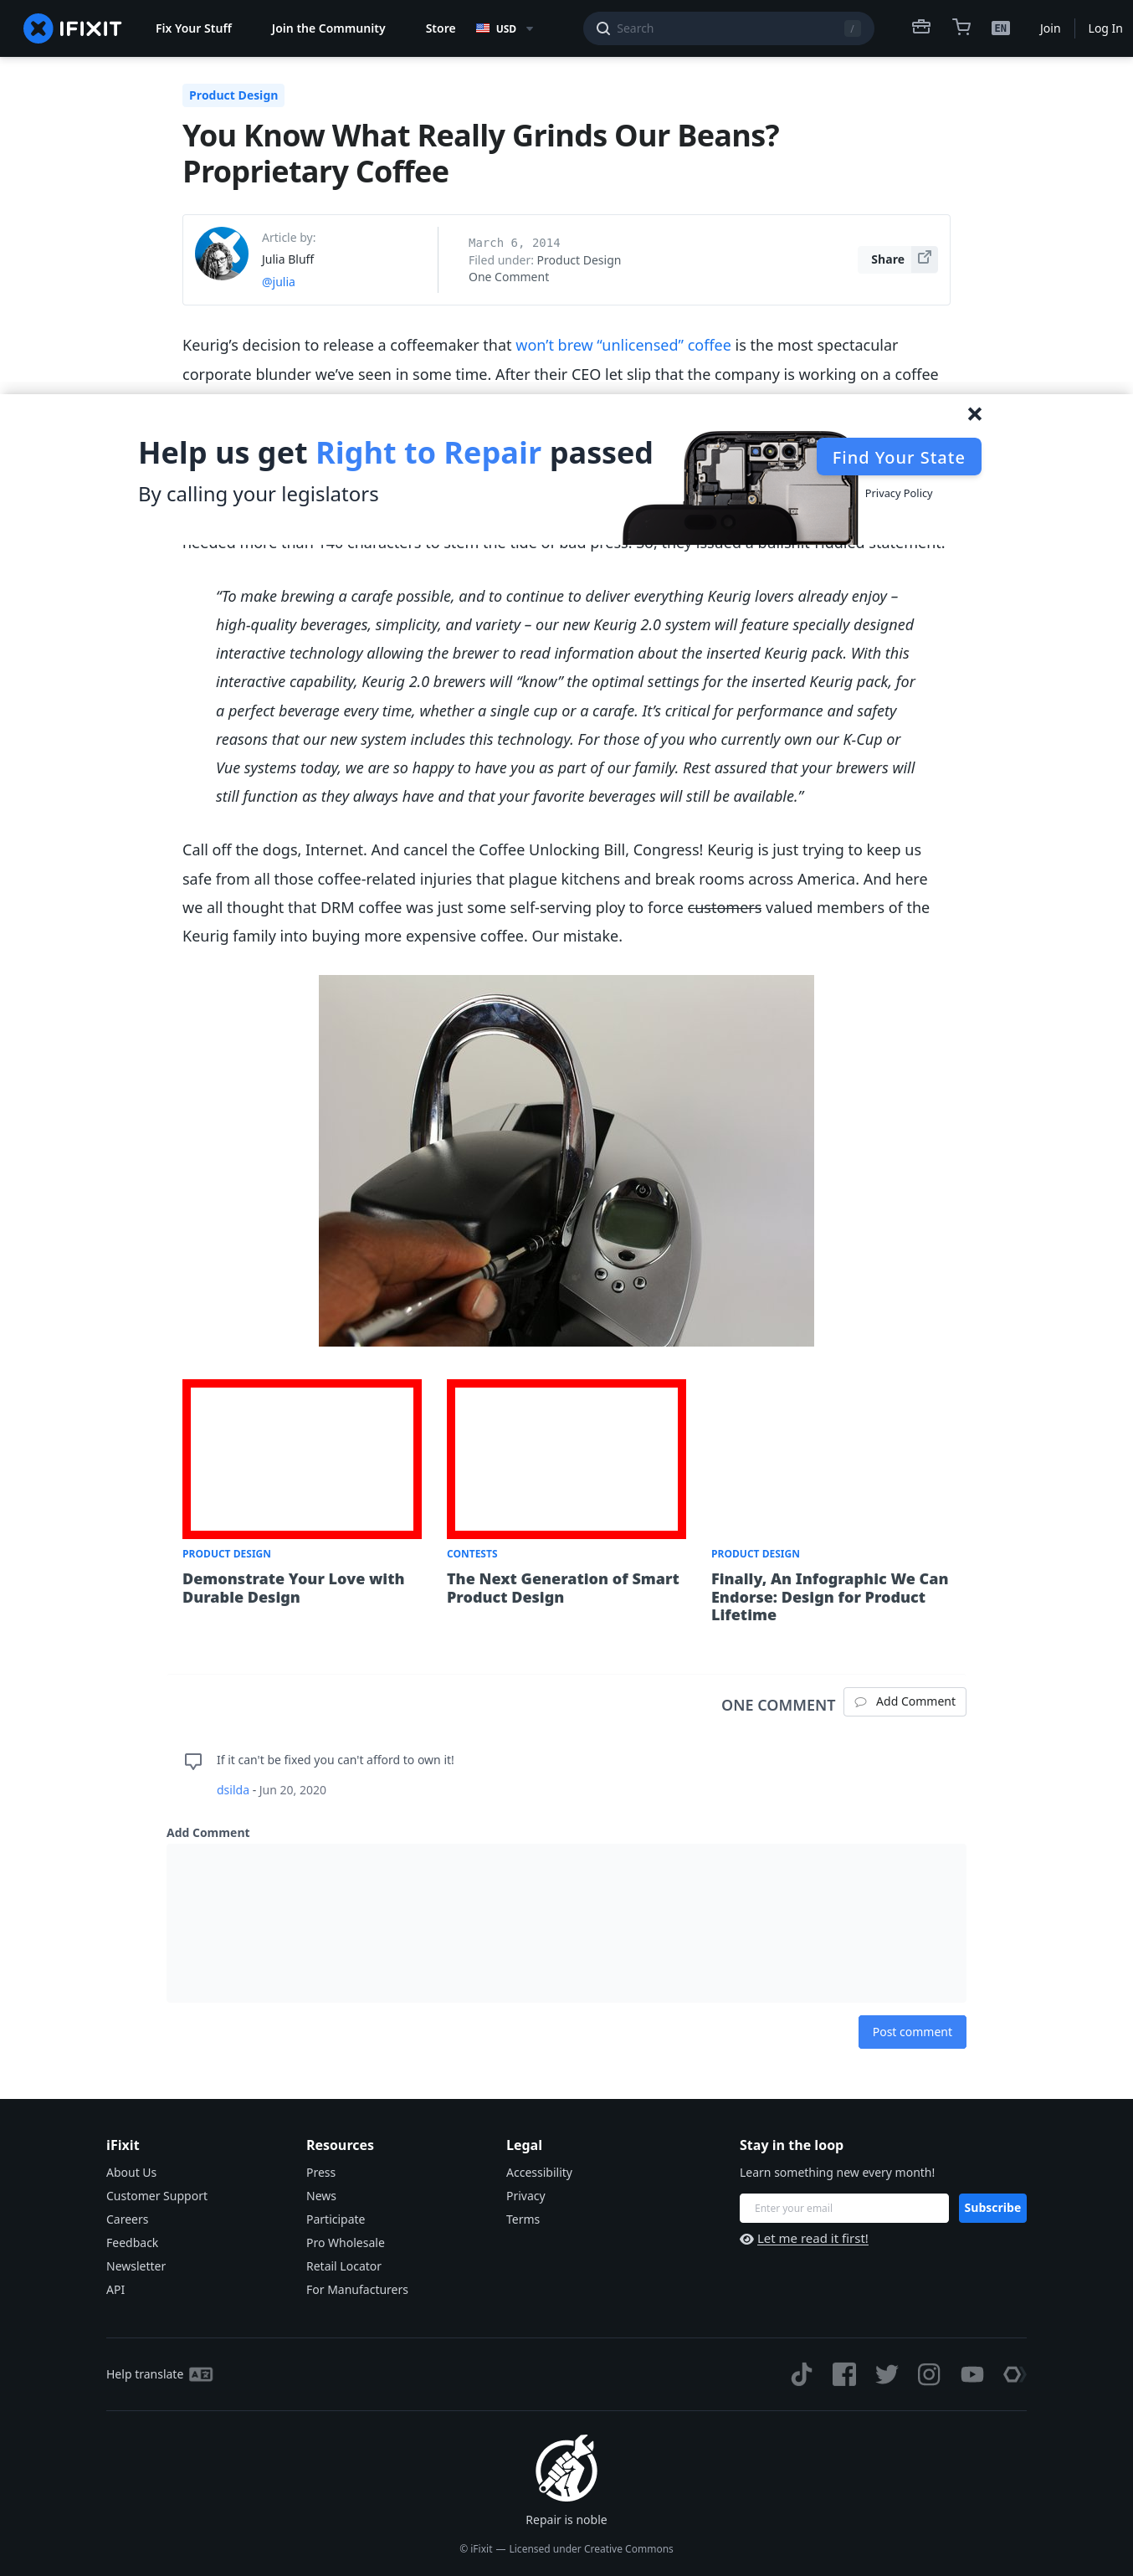 IFIXIT
Fix Your Stuff
Join the Community
Store
USD
Search
/
EN
Join
Log In
Product Design
You Know What Really Grinds Our Beans?
Proprietary Coffee
Article by:
Julia Bluff
@julia
March 6, 2014
Filed under: Product Design
One Comment
Share
Keurig’s decision to release a coffeemaker that won’t brew “unlicensed” coffee is the most spectacular
corporate blunder we’ve seen in some time. After their CEO let slip that the company is working on a coffee
Help us get Right to Repair passed
By calling your legislators
Find Your State
Privacy Policy
needed more than 140 characters to stem the tide of bad press. So, they issued a bullshit-riddled statement:
“To make brewing a carafe possible, and to continue to deliver everything Keurig lovers already enjoy –
high-quality beverages, simplicity, and variety – our new Keurig 2.0 system will feature specially designed
interactive technology allowing the brewer to read information about the inserted Keurig pack. With this
interactive capability, Keurig 2.0 brewers will “know” the optimal settings for the inserted Keurig pack, for
a perfect beverage every time, whether a single cup or a carafe. It’s critical for performance and safety
reasons that our new system includes this technology. For those of you who currently own our K-Cup or
Vue systems today, we are so happy to have you as part of our family. Rest assured that your brewers will
still function as they always have and that your favorite beverages will still be available.”
Call off the dogs, Internet. And cancel the Coffee Unlocking Bill, Congress! Keurig is just trying to keep us
safe from all those coffee-related injuries that plague kitchens and break rooms across America. And here
we all thought that DRM coffee was just some self-serving ploy to force customers valued members of the
Keurig family into buying more expensive coffee. Our mistake.
PRODUCT DESIGN
Demonstrate Your Love with
Durable Design
CONTESTS
The Next Generation of Smart
Product Design
PRODUCT DESIGN
Finally, An Infographic We Can
Endorse: Design for Product
Lifetime
ONE COMMENT
Add Comment
If it can't be fixed you can't afford to own it!
dsilda - Jun 20, 2020
Add Comment
Post comment
iFixit
About Us
Customer Support
Careers
Feedback
Newsletter
API
Resources
Press
News
Participate
Pro Wholesale
Retail Locator
For Manufacturers
Legal
Accessibility
Privacy
Terms
Stay in the loop
Learn something new every month!
Enter your email
Subscribe
Let me read it first!
Help translate
Repair is noble
© iFixit — Licensed under Creative Commons